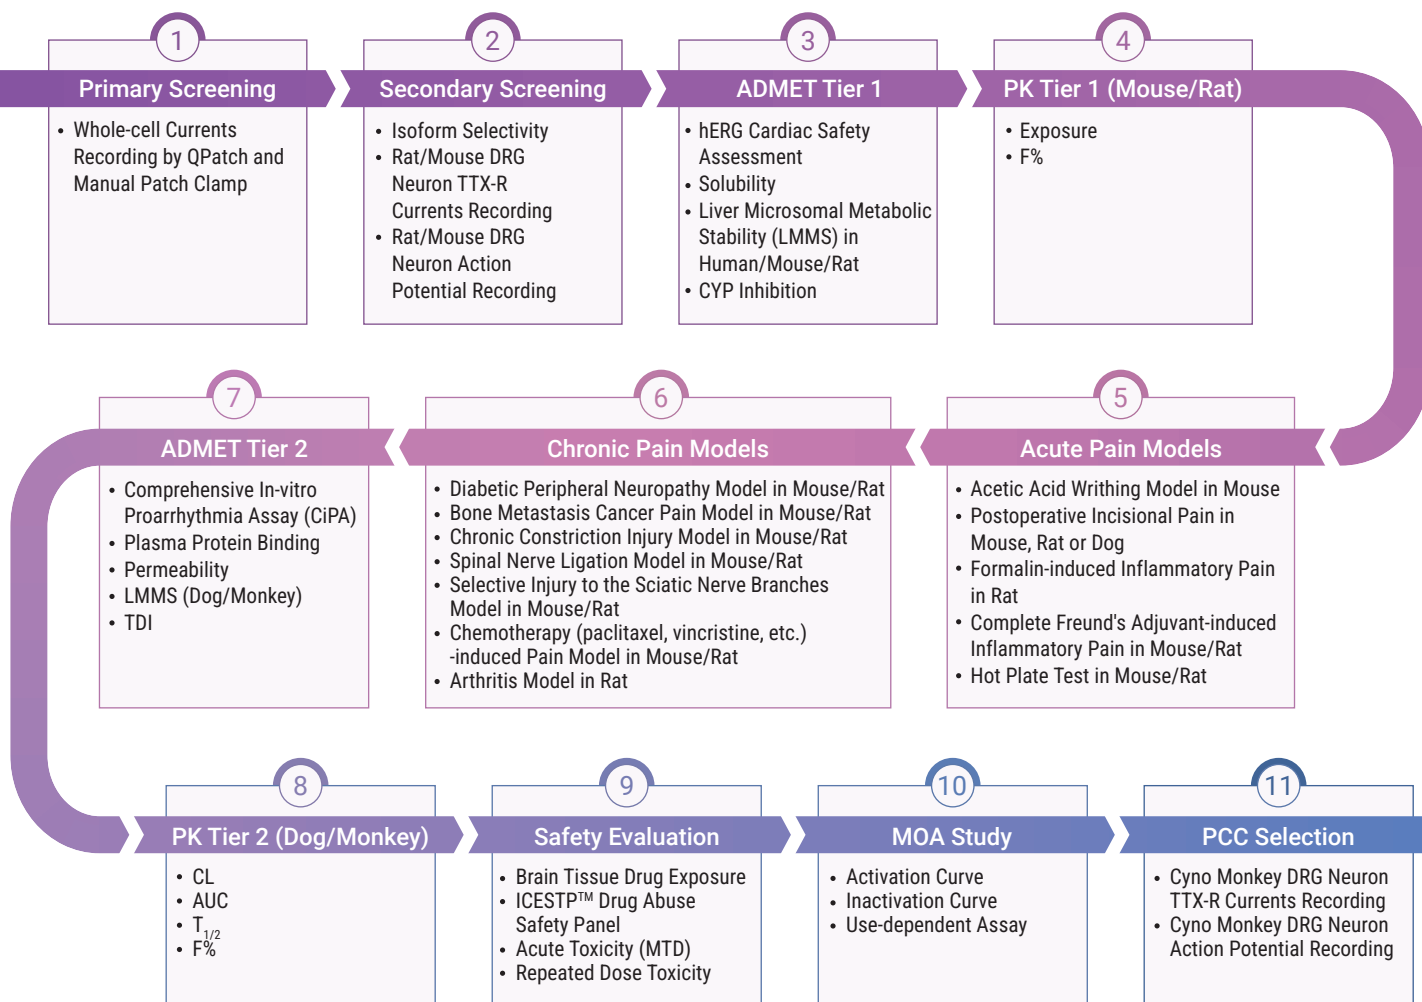 1
Primary Screening
• Whole-cell Currents
Recording by QPatch and
Manual Patch Clamp
2
Secondary Screening
• Isoform Selectivity
• Rat/Mouse DRG
Neuron TTX-R
Currents Recording
• Rat/Mouse DRG
Neuron Action
Potential Recording
3
ADMET Tier 1
• hERG Cardiac Safety
Assessment
• Solubility
• Liver Microsomal Metabolic
Stability (LMMS) in
Human/Mouse/Rat
• CYP Inhibition
4
PK Tier 1 (Mouse/Rat)
• Exposure
• F%
5
Acute Pain Models
• Acetic Acid Writhing Model in Mouse
• Postoperative Incisional Pain in
Mouse, Rat or Dog
• Formalin-induced Inflammatory Pain
in Rat
• Complete Freund's Adjuvant-induced
Inflammatory Pain in Mouse/Rat
• Hot Plate Test in Mouse/Rat
6
Chronic Pain Models
• Diabetic Peripheral Neuropathy Model in Mouse/Rat
• Bone Metastasis Cancer Pain Model in Mouse/Rat
• Chronic Constriction Injury Model in Mouse/Rat
• Spinal Nerve Ligation Model in Mouse/Rat
• Selective Injury to the Sciatic Nerve Branches
Model in Mouse/Rat
• Chemotherapy (paclitaxel, vincristine, etc.)
-induced Pain Model in Mouse/Rat
• Arthritis Model in Rat
7
ADMET Tier 2
• Comprehensive In-vitro
Proarrhythmia Assay (CiPA)
• Plasma Protein Binding
• Permeability
• LMMS (Dog/Monkey)
• TDI
8
PK Tier 2 (Dog/Monkey)
• CL
• AUC
• T1/2
• F%
9
Safety Evaluation
• Brain Tissue Drug Exposure
• ICESTP™ Drug Abuse
Safety Panel
• Acute Toxicity (MTD)
• Repeated Dose Toxicity
10
MOA Study
• Activation Curve
• Inactivation Curve
• Use-dependent Assay
11
PCC Selection
• Cyno Monkey DRG Neuron
TTX-R Currents Recording
• Cyno Monkey DRG Neuron
Action Potential Recording